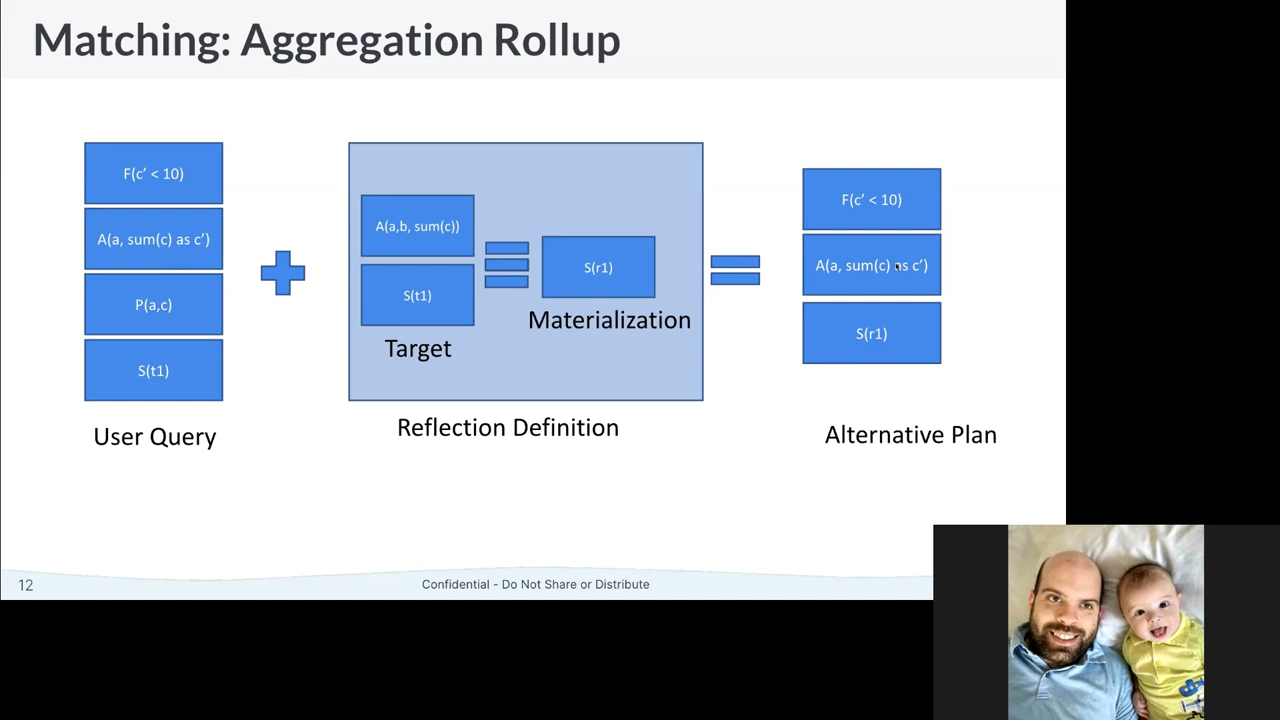 Matching: Aggregation Rollup
F(c’ < 10)
A(a, sum(c) as c’)
P(a,c)
S(t1)
User Query
A(a,b, sum(c))
S(t1)
Target
S(r1)
Materialization
Reflection Definition
F(c’ < 10)
A(a, sum(c) as c’)
S(r1)
Alternative Plan
12
Confidential - Do Not Share or Distribute